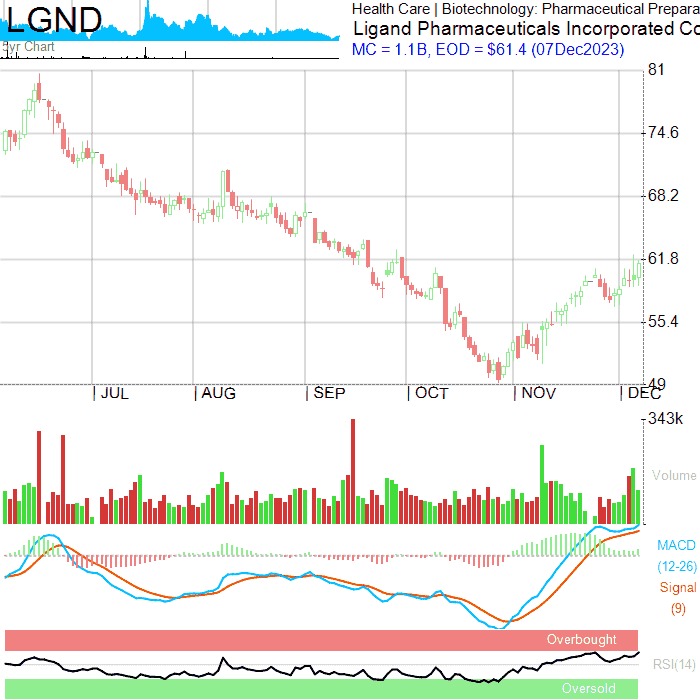 LGND
5yr Chart
Health Care | Biotechnology: Pharmaceutical Prepara
Ligand Pharmaceuticals Incorporated Co
MC = 1.1B, EOD = $61.4 (07Dec2023)
81
74.6
68.2
61.8
55.4
49
JUL AUG SEP OCT NOV DEC
343k
Volume
MACD
(12-26)
Signal
(9)
Overbought
RSI(14)
Oversold